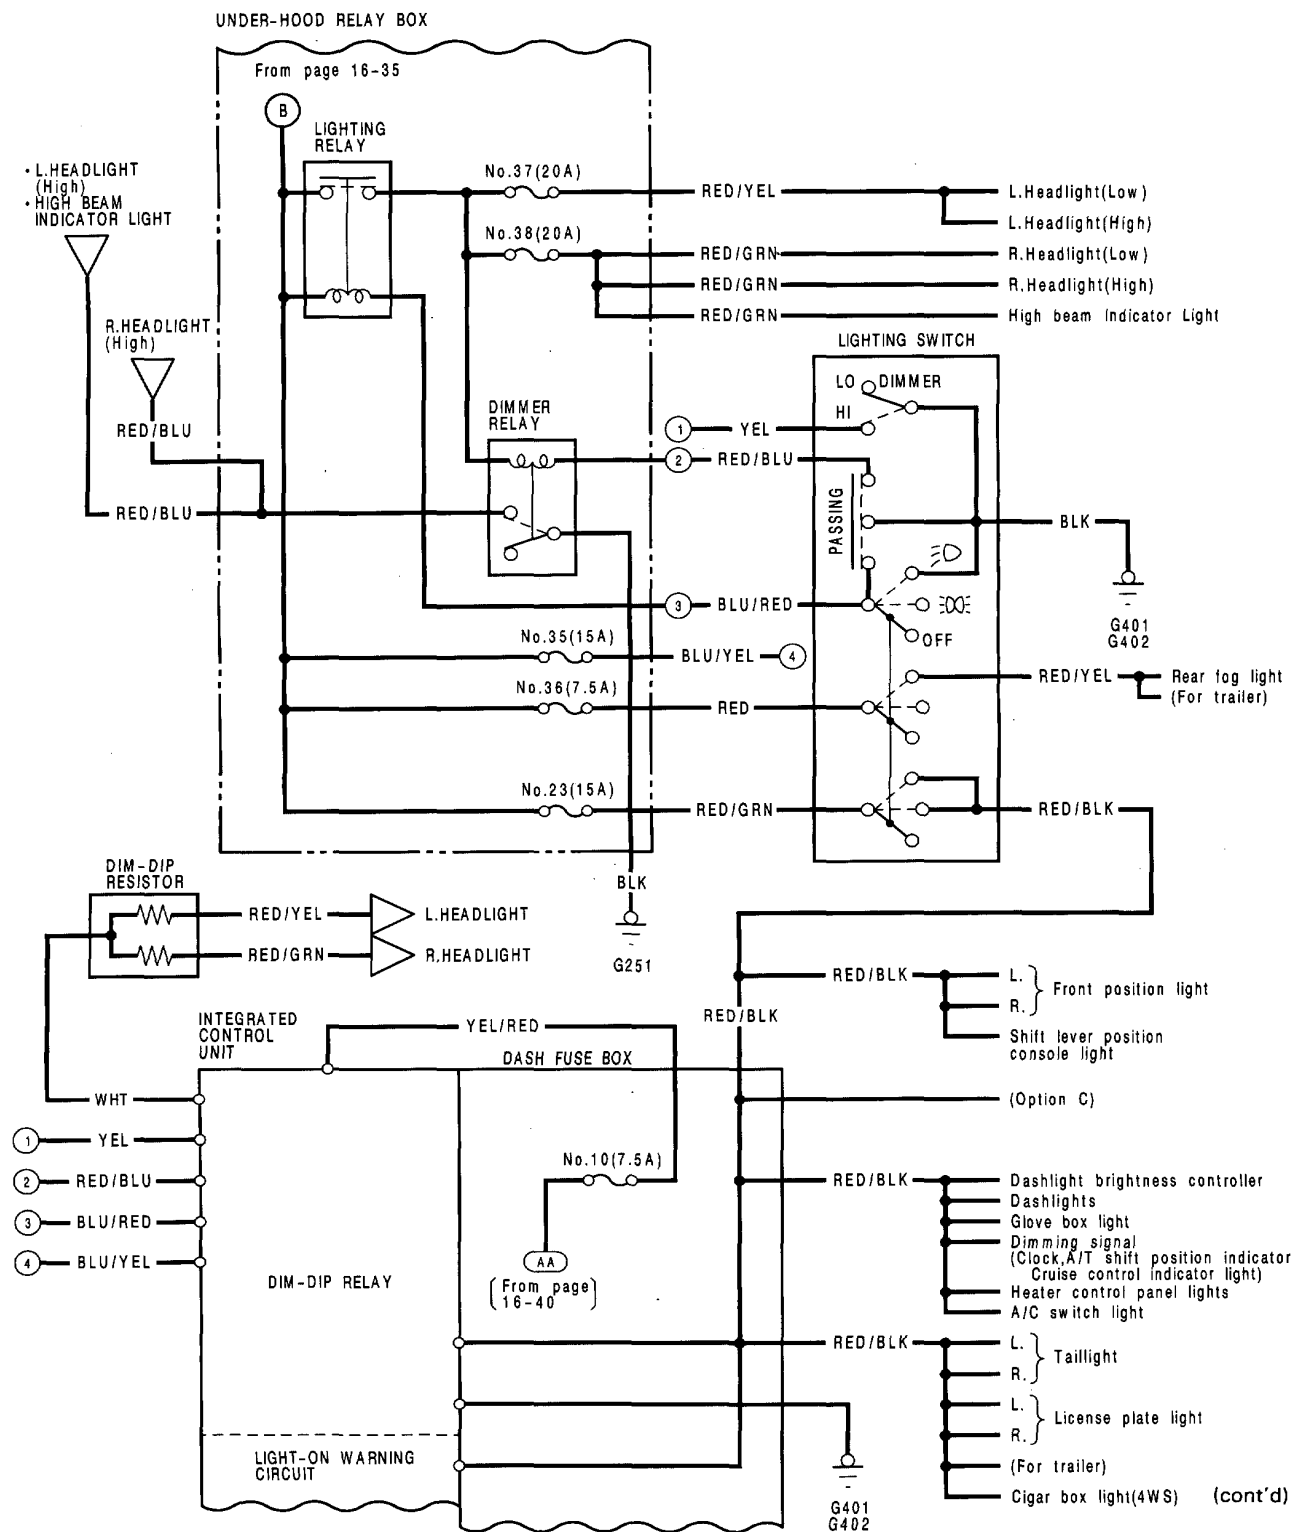 UNDER-HOOD RELAY BOX
From page 16-35
B
LIGHTING
RELAY
• L.HEADLIGHT
(High)
• HIGH BEAM
INDICATOR LIGHT
No.37(20A)
RED/YEL
L.Headlight(Low)
L.Headlight(High)
No.38(20A)
RED/GRN
R.Headlight(Low)
RED/GRN
R.Headlight(High)
RED/GRN
High beam Indicator Light
R.HEADLIGHT
(High)
LIGHTING SWITCH
LO
DIMMER
HI
DIMMER
RELAY
1
YEL
RED/BLU
2
RED/BLU
PASSING
RED/BLU
BLK
3
BLU/RED
OFF
G401
G402
No.35(15A)
BLU/YEL
4
No.36(7.5A)
RED
RED/YEL
Rear fog light
(For trailer)
No.23(15A)
RED/GRN
RED/BLK
DIM-DIP
RESISTOR
BLK
RED/YEL
L.HEADLIGHT
RED/GRN
R.HEADLIGHT
G251
RED/BLK
L.
R.
Front position light
RED/BLK
Shift lever position
console light
INTEGRATED
CONTROL
UNIT
YEL/RED
DASH FUSE BOX
WHT
(Option C)
1
YEL
2
RED/BLU
3
BLU/RED
4
BLU/YEL
No.10(7.5A)
AA
(From page
16-40)
DIM-DIP RELAY
RED/BLK
Dashlight brightness controller
Dashlights
Glove box light
Dimming signal
(Clock,A/T shift position indicator
Cruise control indicator light)
Heater control panel lights
A/C switch light
RED/BLK
L.
R.
Taillight
L.
R.
License plate light
LIGHT-ON WARNING
CIRCUIT
(For trailer)
Cigar box light(4WS)
(cont'd)
G401
G402